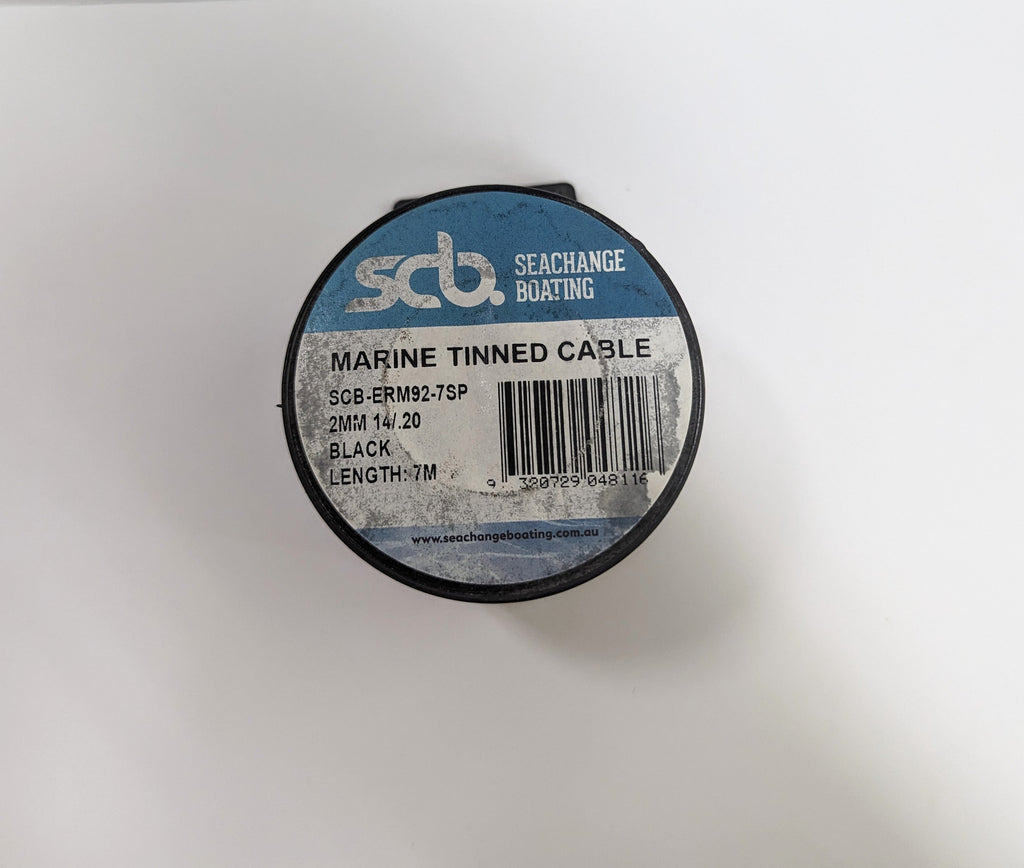 scb. SEACHANGE
BOATING
MARINE TINNED CABLE
SCB-ERM92-7SP
2MM 14/.20
BLACK
LENGTH: 7M
9 320729 048116
www.seachangeboating.com.au